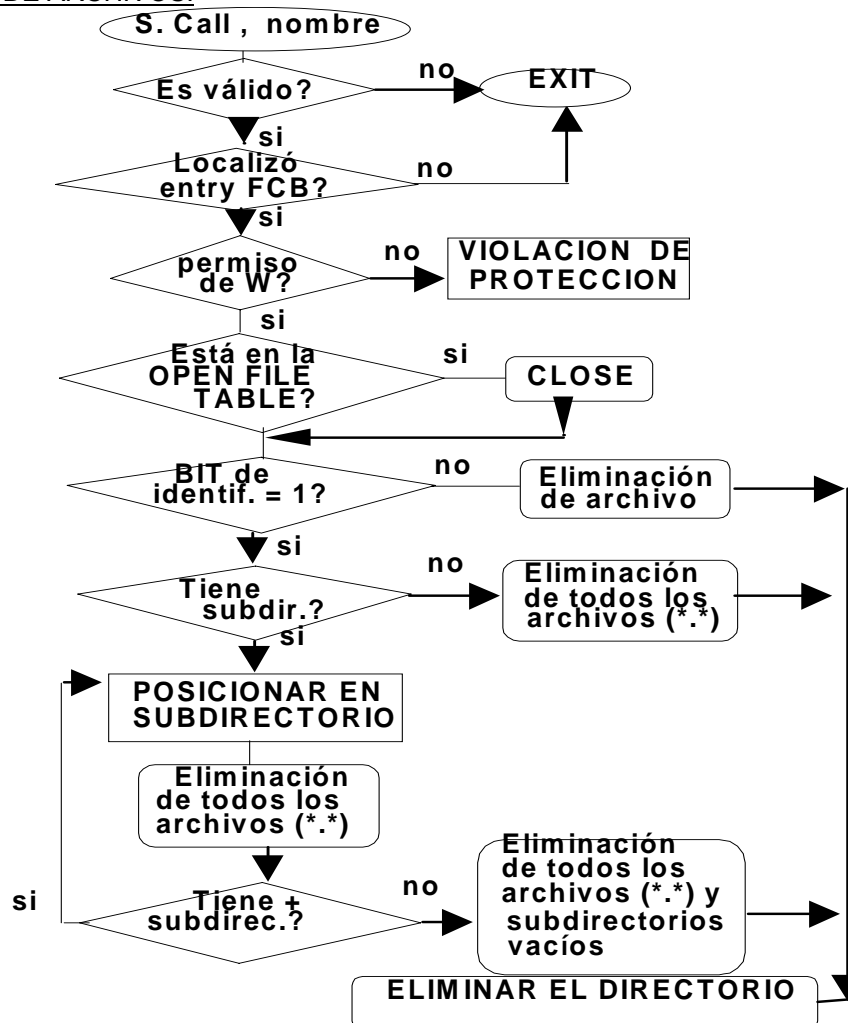 S. Call , nombre
no
EXIT
Es válido?
si
Localizó
entry FCB?
no
si
permiso
de W?
no
VIOLACION DE
PROTECCION
si
Está en la
OPEN FILE
TABLE?
si
CLOSE
BIT de
identif. = 1?
no
Eliminación
de archivo
si
Tiene
subdir.?
no
Eliminación
de todos los
archivos (*.*)
si
POSICIONAR EN
SUBDIRECTORIO
Eliminación
de todos los
archivos (*.*)
si
Tiene +
subdirec.?
no
Eliminación
de todos los
archivos (*.*) y
subdirectorios
vacíos
ELIMINAR EL DIRECTORIO